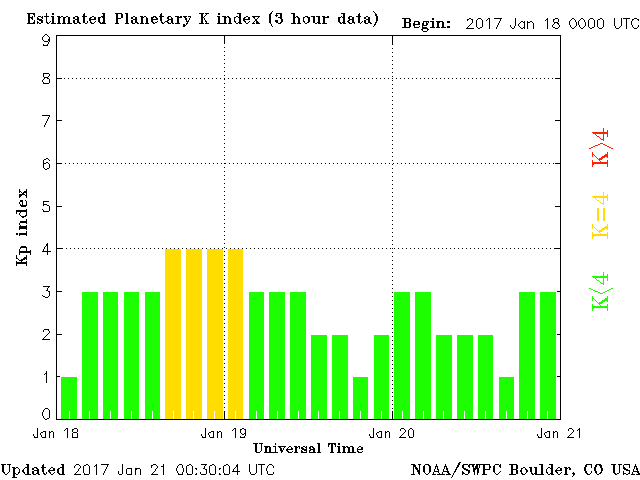 Estimated Planetary K index (3 hour data)
Begin: 2017 Jan 18 0000 UTC
9
8
7
6
5
4
3
2
1
0
Kp index
K>4
K=4
K<4
Jan 18
Jan 19
Jan 20
Jan 21
Universal Time
Updated 2017 Jan 21 00:30:04 UTC
NOAA/SWPC Boulder, CO USA